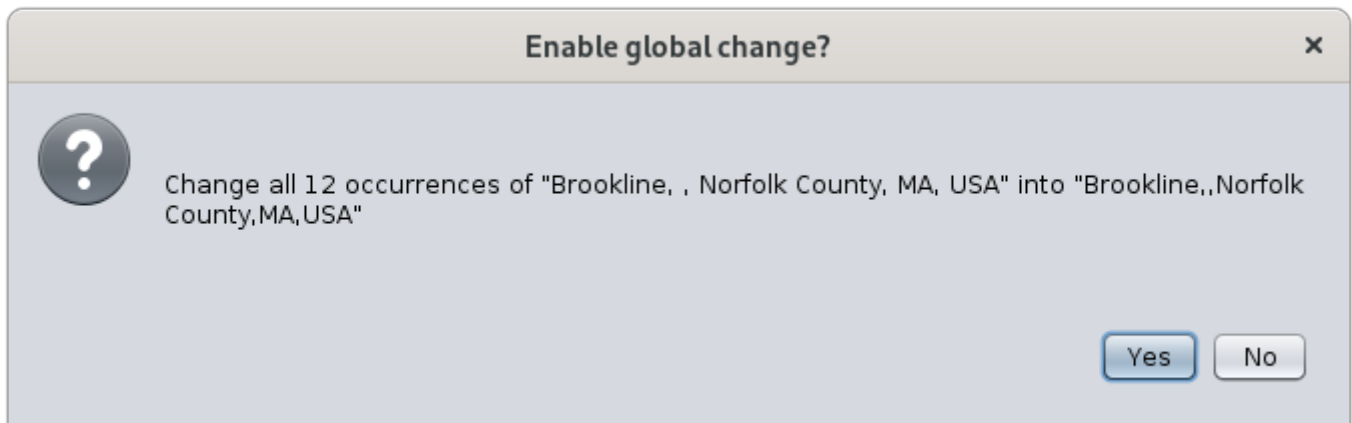 Enable global change?
Change all 12 occurrences of "Brookline, , Norfolk County, MA, USA" into "Brookline,,Norfolk
County,MA,USA"
Yes No